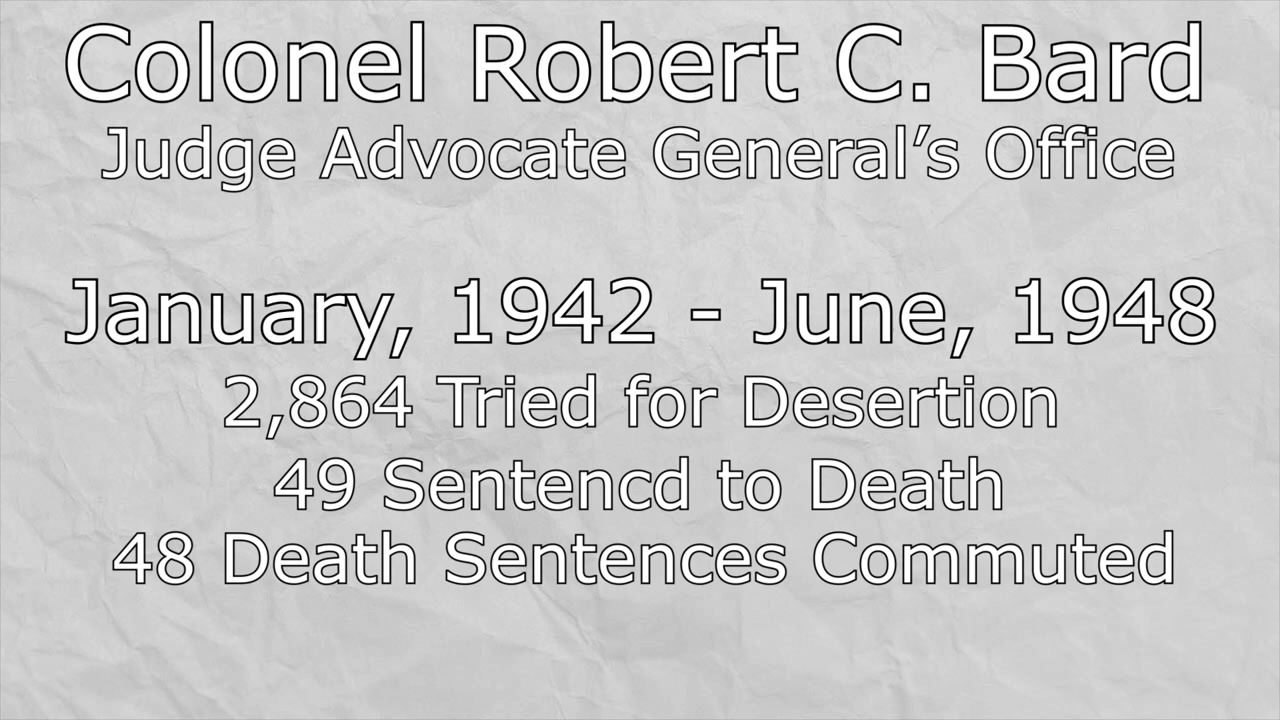 Colonel Robert C. Bard
Judge Advocate General’s Office
January, 1942 - June, 1948
2,864 Tried for Desertion
49 Sentencd to Death
48 Death Sentences Commuted